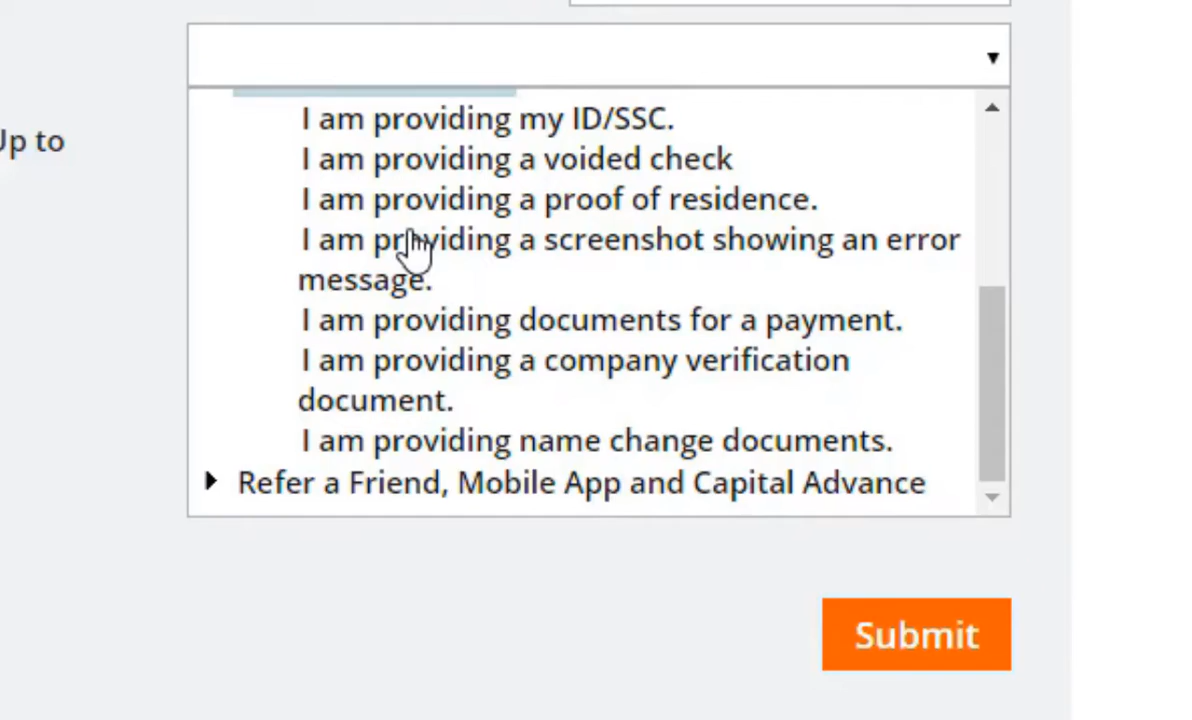 I am providing my ID/SSC.
I am providing a voided check
Up to
I am providing a proof of residence.
I am providing a screenshot showing an error
message.
I am providing documents for a payment.
I am providing a company verification
document.
I am providing name change documents.
Refer a Friend, Mobile App and Capital Advance
Submit